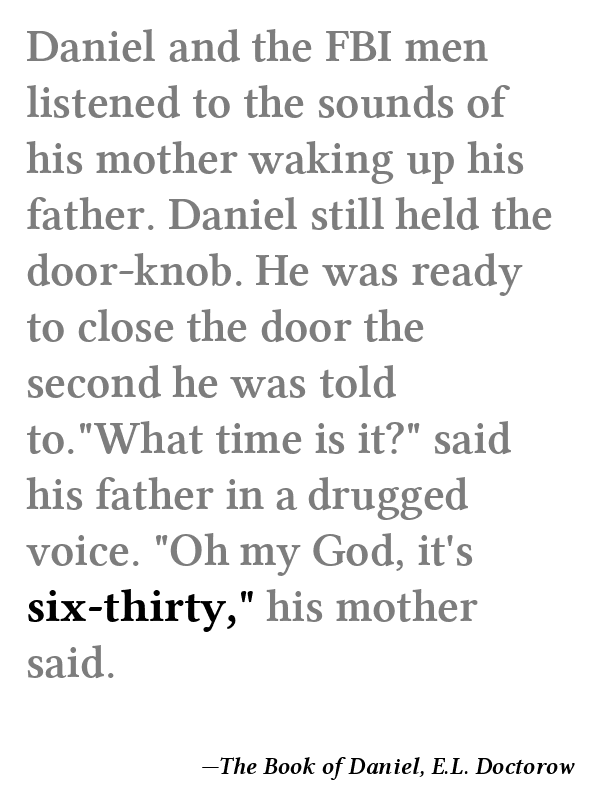 Daniel and the FBI men
listened to the sounds of
his mother waking up his
father. Daniel still held the
door-knob. He was ready
to close the door the
second he was told
to."What time is it?" said
his father in a drugged
voice. "Oh my God, it's
six-thirty," his mother
said.
—The Book of Daniel, E.L. Doctorow